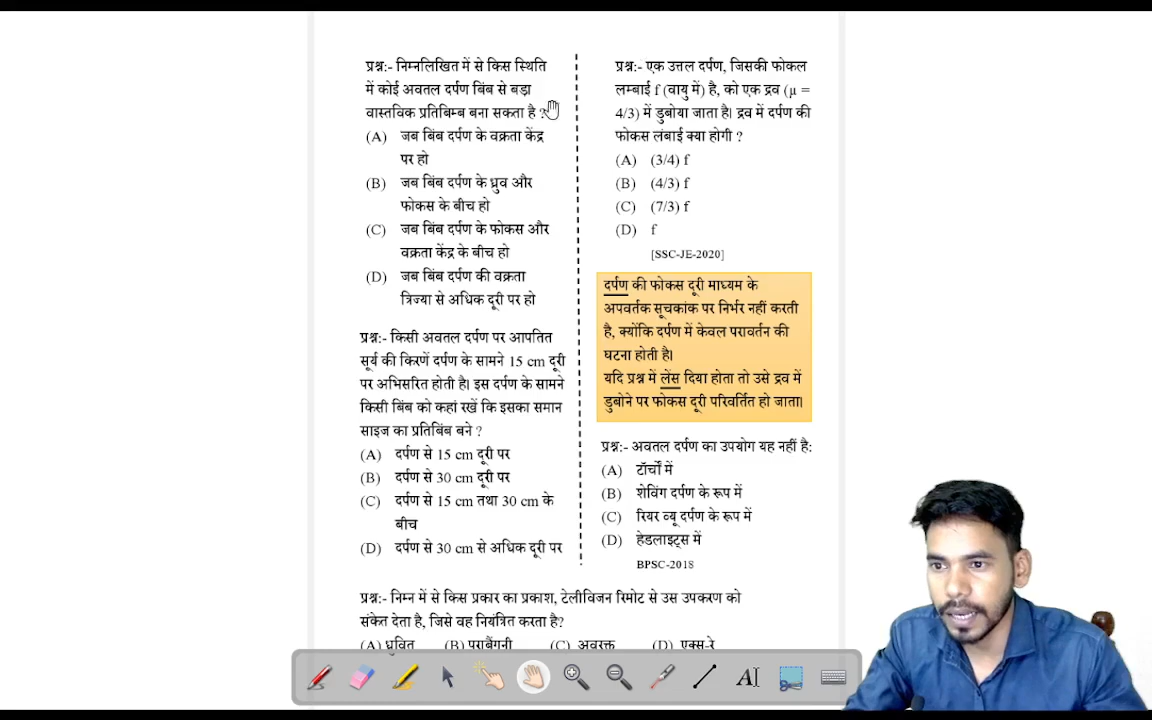 प्रश्न:- निम्नलिखित में से किस स्थिति
में कोई अवतल दर्पण बिंब से बड़ा
वास्तविक प्रतिबिम्ब बना सकता है ?
(A) जब बिंब दर्पण के वक्रता केंद्र
पर हो
(B) जब बिंब दर्पण के ध्रुव और
फोकस के बीच हो
(C) जब बिंब दर्पण के फोकस और
वक्रता केंद्र के बीच हो
(D) जब बिंब दर्पण की वक्रता
त्रिज्या से अधिक दूरी पर हो
प्रश्न:- किसी अवतल दर्पण पर आपतित
सूर्य की किरणें दर्पण के सामने 15 cm दूरी
पर अभिसरित होती है। इस दर्पण के सामने
किसी बिंब को कहां रखें कि इसका समान
साइज का प्रतिबिंब बने ?
(A) दर्पण से 15 cm दूरी पर
(B) दर्पण से 30 cm दूरी पर
(C) दर्पण से 15 cm तथा 30 cm के
बीच
(D) दर्पण से 30 cm से अधिक दूरी पर
प्रश्न:- एक उत्तल दर्पण, जिसकी फोकल
लम्बाई f (वायु में) है, को एक द्रव (μ =
4/3) में डुबोया जाता है। द्रव में दर्पण की
फोकस लंबाई क्या होगी ?
(A) (3/4) f
(B) (4/3) f
(C) (7/3) f
(D) f
[SSC-JE-2020]
दर्पण की फोकस दूरी माध्यम के
अपवर्तक सूचकांक पर निर्भर नहीं करती
है, क्योंकि दर्पण में केवल परावर्तन की
घटना होती है।
यदि प्रश्न में लेंस दिया होता तो उसे द्रव में
डुबोने पर फोकस दूरी परिवर्तित हो जाता।
प्रश्न:- अवतल दर्पण का उपयोग यह नहीं है:
(A) टॉर्चों में
(B) शेविंग दर्पण के रूप में
(C) रियर व्यू दर्पण के रूप में
(D) हेडलाइट्स में
BPSC-2018
प्रश्न:- निम्न में से किस प्रकार का प्रकाश, टेलीविजन रिमोट से उस उपकरण को
संकेत देता है, जिसे वह नियंत्रित करता है?
(A) ध्रुवित (B) पराबैंगनी (C) अवरक्त (D) एक्स-रे
AI